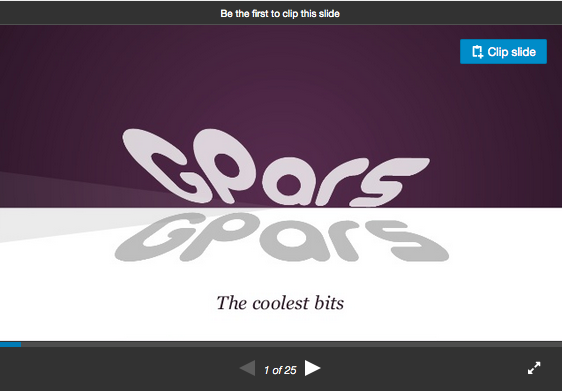 Be the first to clip this slide
Clip slide
GPars
GPars
The coolest bits
1 of 25